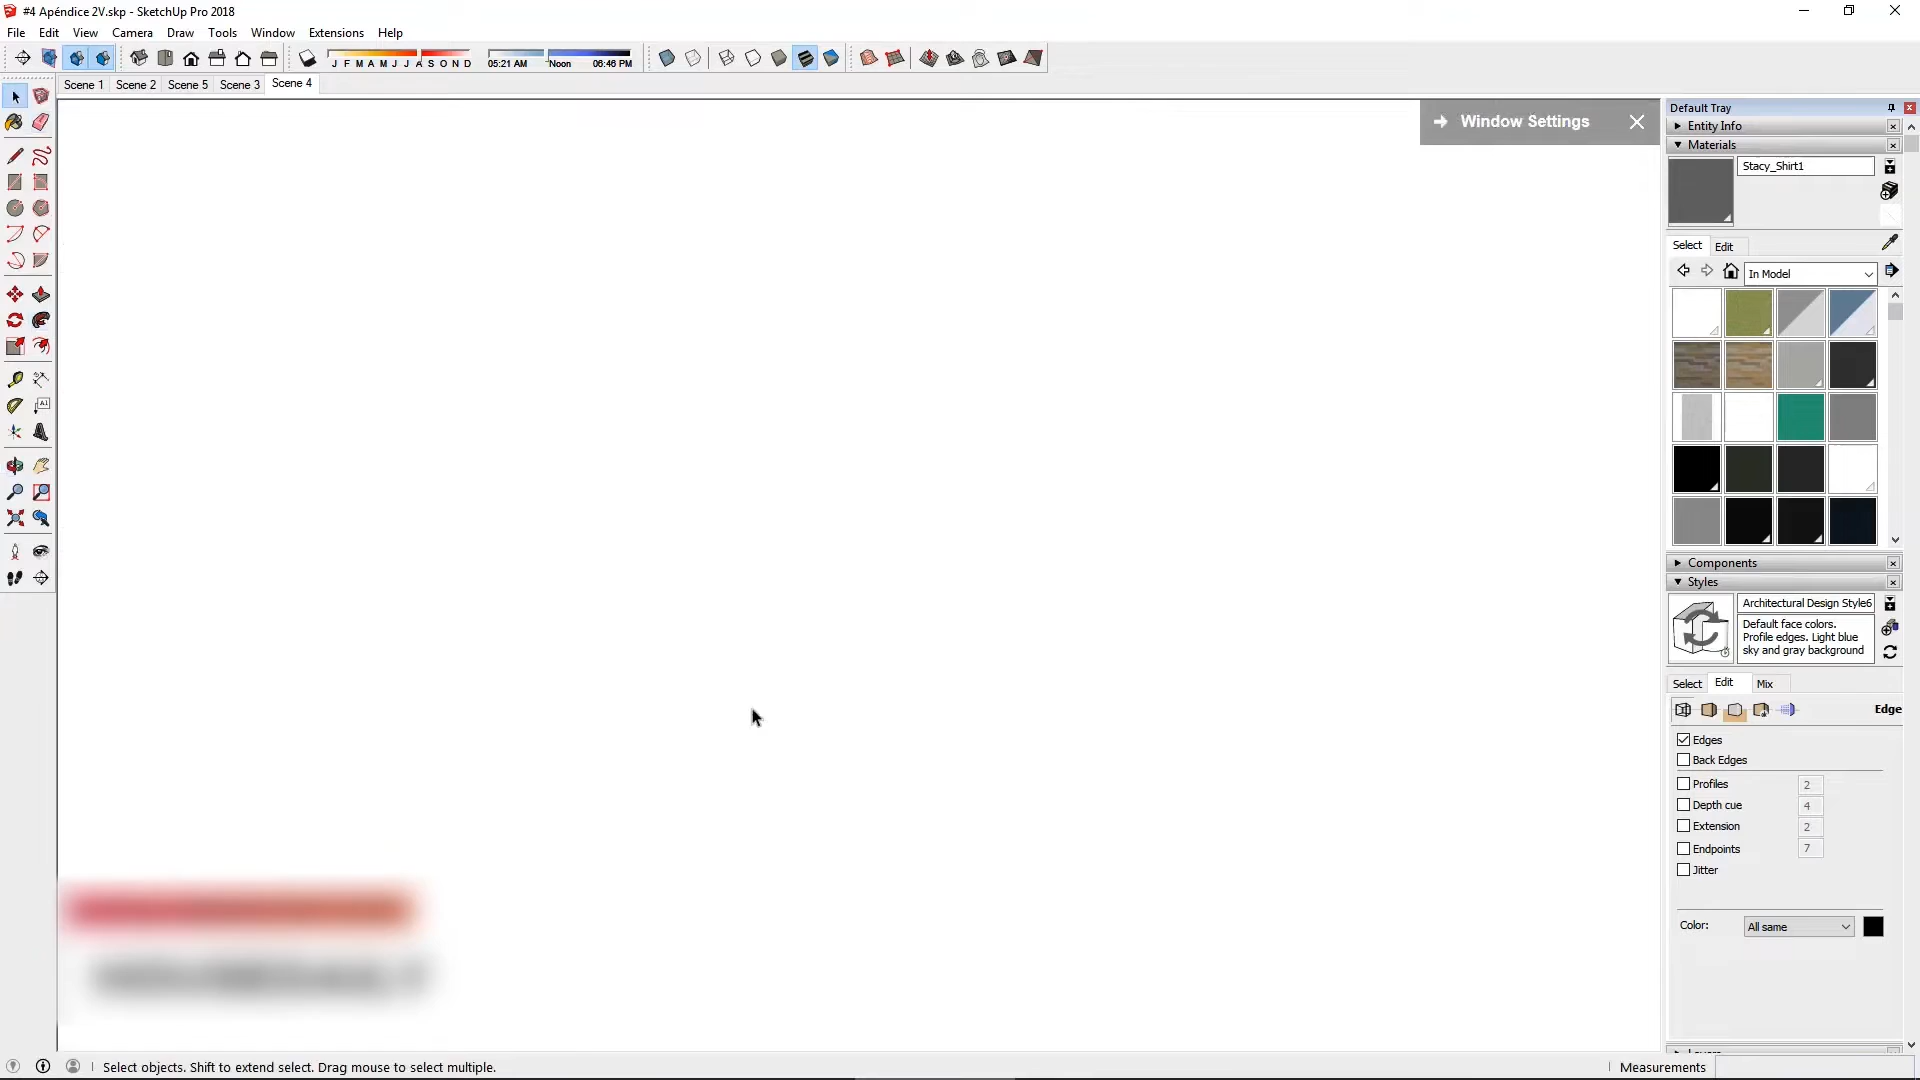 #4 Apéndice 2V.skp - SketchUp Pro 2018
File Edit View Camera Draw Tools Window Extensions Help
J F M A M J J A S O N D
05:21 AM Noon 06:46 PM
Scene 1 Scene 2 Scene 5 Scene 3 Scene 4
Window Settings
Default Tray
Entity Info
Materials
Stacy_Shirt1
Select Edit
In Model
Components
Styles
Architectural Design Style6
Default face colors.
Profile edges. Light blue
sky and gray background
Select Edit Mix
Edge
Edges
Back Edges
Profiles 2
Depth cue 4
Extension 2
Endpoints 7
Jitter
Color: All same
Select objects. Shift to extend select. Drag mouse to select multiple.
Measurements